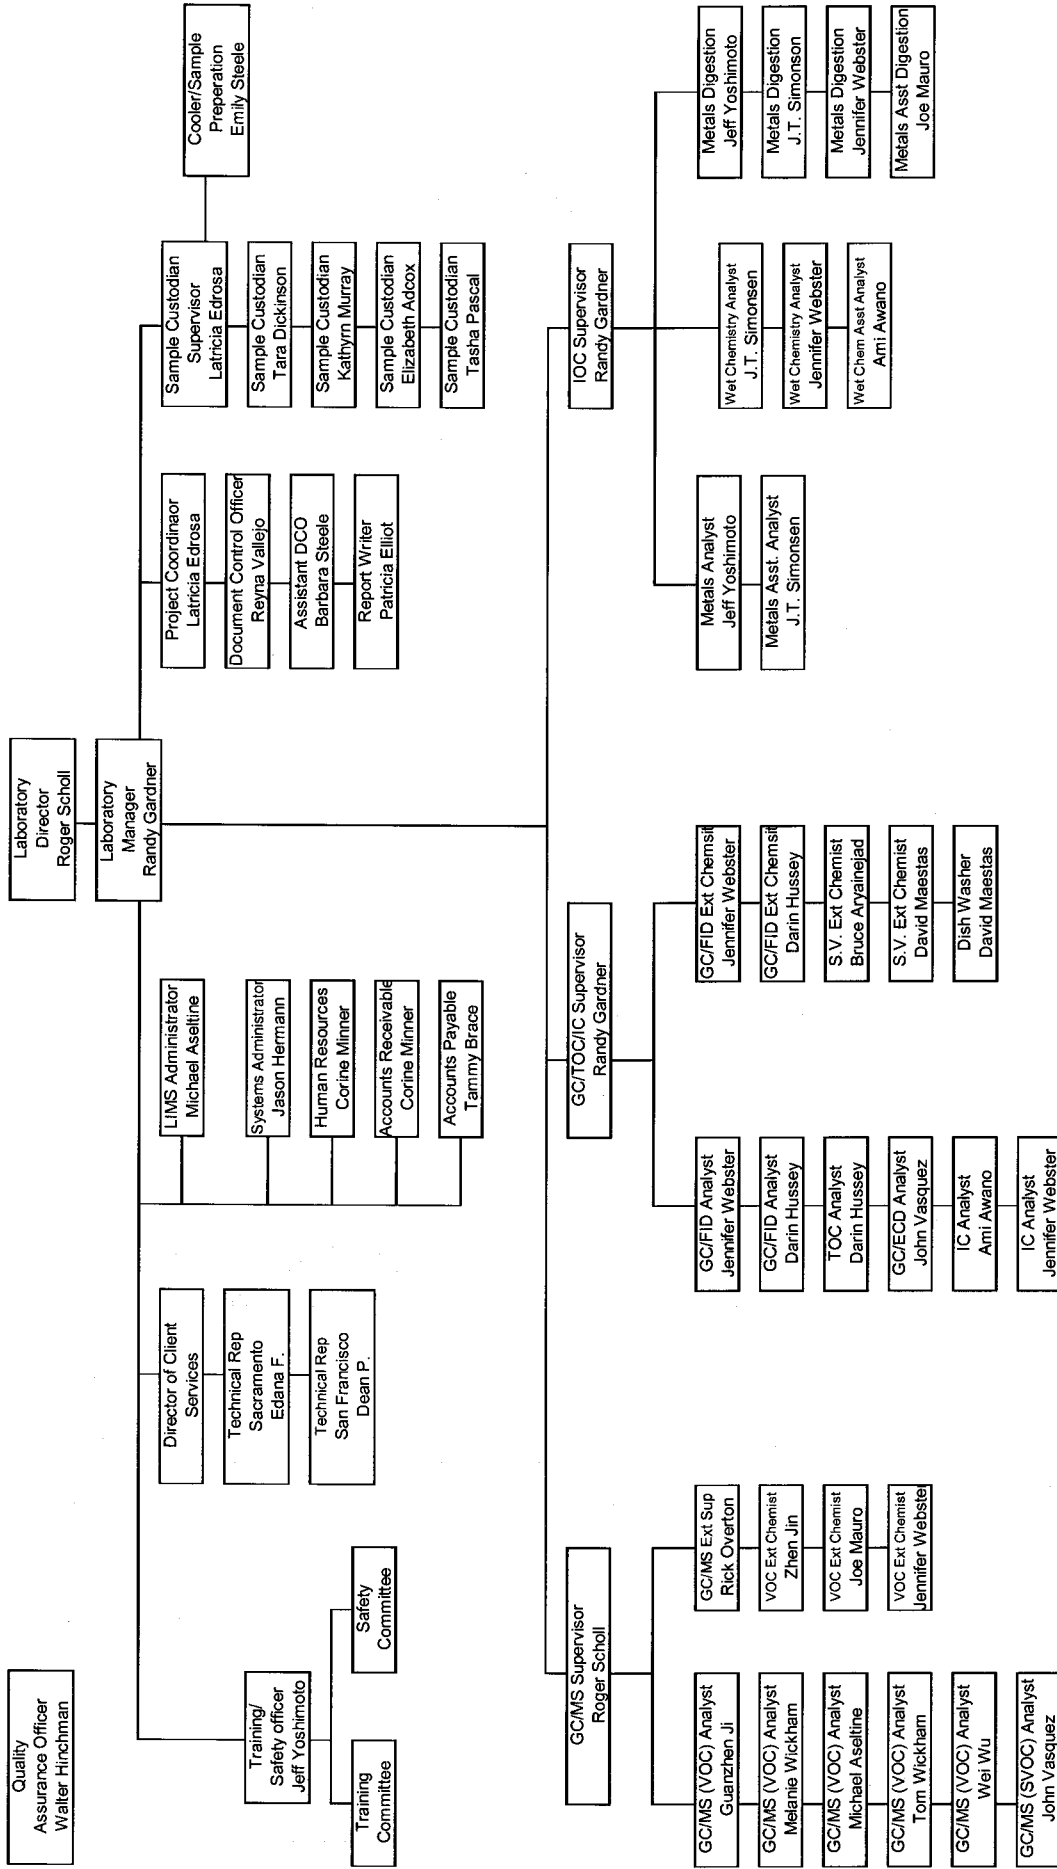 Quality
Assurance Officer
Walter Hinchman
Laboratory
Director
Roger Scholl
Laboratory
Manager
Randy Gardner
Training/
Safety officer
Jeff Yoshimoto
Training
Committee
Safety
Committee
Director of Client
Services
Technical Rep
Sacramento
Edana F.
Technical Rep
San Francisco
Dean P.
LIMS Administrator
Michael Aseltine
Systems Administrator
Jason Hermann
Human Resources
Corine Minner
Accounts Receivable
Corine Minner
Accounts Payable
Tammy Brace
Project Coordinaor
Latricia Edrosa
Document Control Officer
Reyna Vallejo
Assistant DCO
Barbara Steele
Report Writer
Patricia Elliot
Sample Custodian
Supervisor
Latricia Edrosa
Sample Custodian
Tara Dickinson
Sample Custodian
Kathyrn Murray
Sample Custodian
Elizabeth Adcox
Sample Custodian
Tasha Pascal
Cooler/Sample
Preperation
Emily Steele
GC/MS Supervisor
Roger Scholl
GC/MS (VOC) Analyst
Guanzhen Ji
GC/MS (VOC) Analyst
Melanie Wickham
GC/MS (VOC) Analyst
Michael Aseltine
GC/MS (VOC) Analyst
Tom Wickham
GC/MS (VOC) Analyst
Wei Wu
GC/MS (SVOC) Analyst
John Vasquez
GC/MS Ext Sup
Rick Overton
VOC Ext Chemist
Zhen Jin
VOC Ext Chemist
Joe Mauro
VOC Ext Chemist
Jennifer Webster
GC/TOC/IC Supervisor
Randy Gardner
GC/FID Analyst
Jennifer Webster
GC/FID Analyst
Darin Hussey
TOC Analyst
Darin Hussey
GC/ECD Analyst
John Vasquez
IC Analyst
Ami Awano
IC Analyst
Jennifer Webster
GC/FID Ext Chemsit
Jennifer Webster
GC/FID Ext Chemsit
Darin Hussey
S.V. Ext Chemist
Bruce Aryainejad
S.V. Ext Chemist
David Maestas
Dish Washer
David Maestas
IOC Supervisor
Randy Gardner
Metals Analyst
Jeff Yoshimoto
Metals Asst. Analyst
J.T. Simonsen
Wet Chemistry Analyst
J.T. Simonsen
Wet Chemistry Analyst
Jennifer Webster
Wet Chem Asst Analyst
Ami Awano
Metals Digestion
Jeff Yoshimoto
Metals Digestion
J.T. Simonson
Metals Digestion
Jennifer Webster
Metals Asst Digestion
Joe Mauro